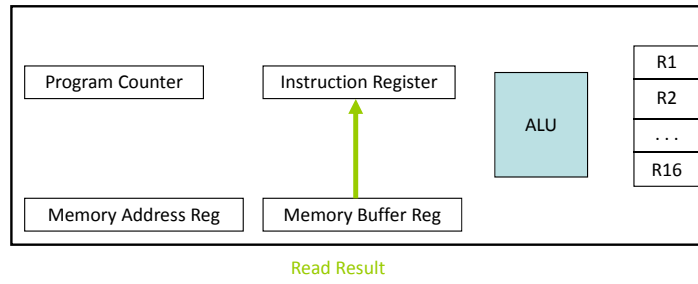 Program Counter
Instruction Register
ALU
R1
R2
. . .
R16
Memory Address Reg
Memory Buffer Reg
Read Result